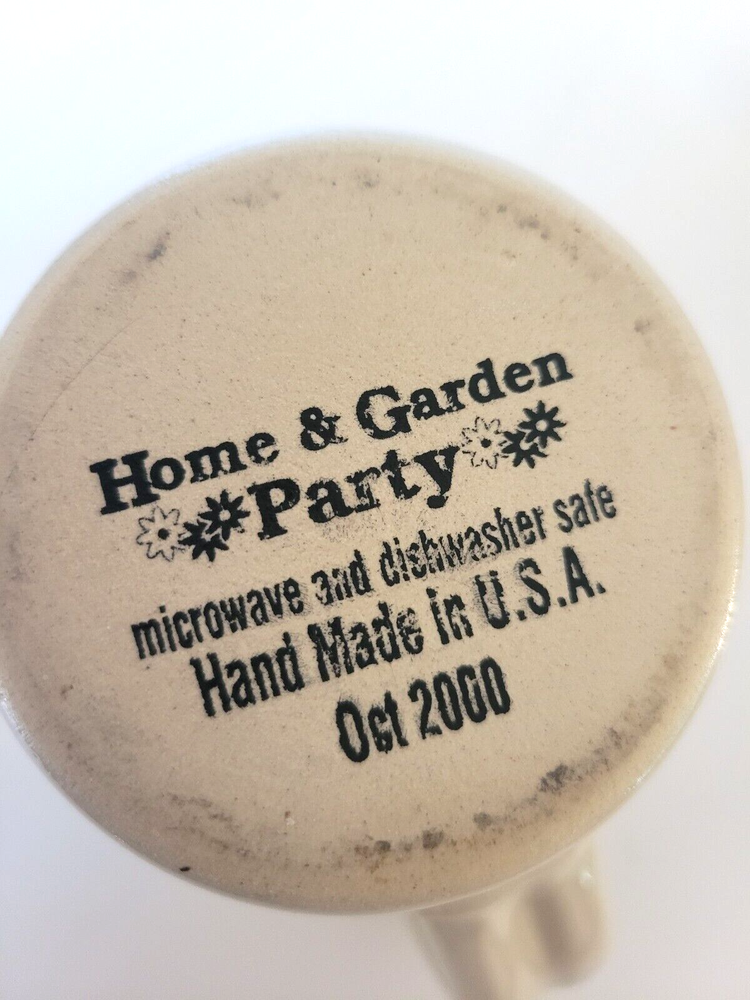 Home & Garden
Party
microwave and dishwasher safe
Hand Made in U.S.A.
Oct 2000